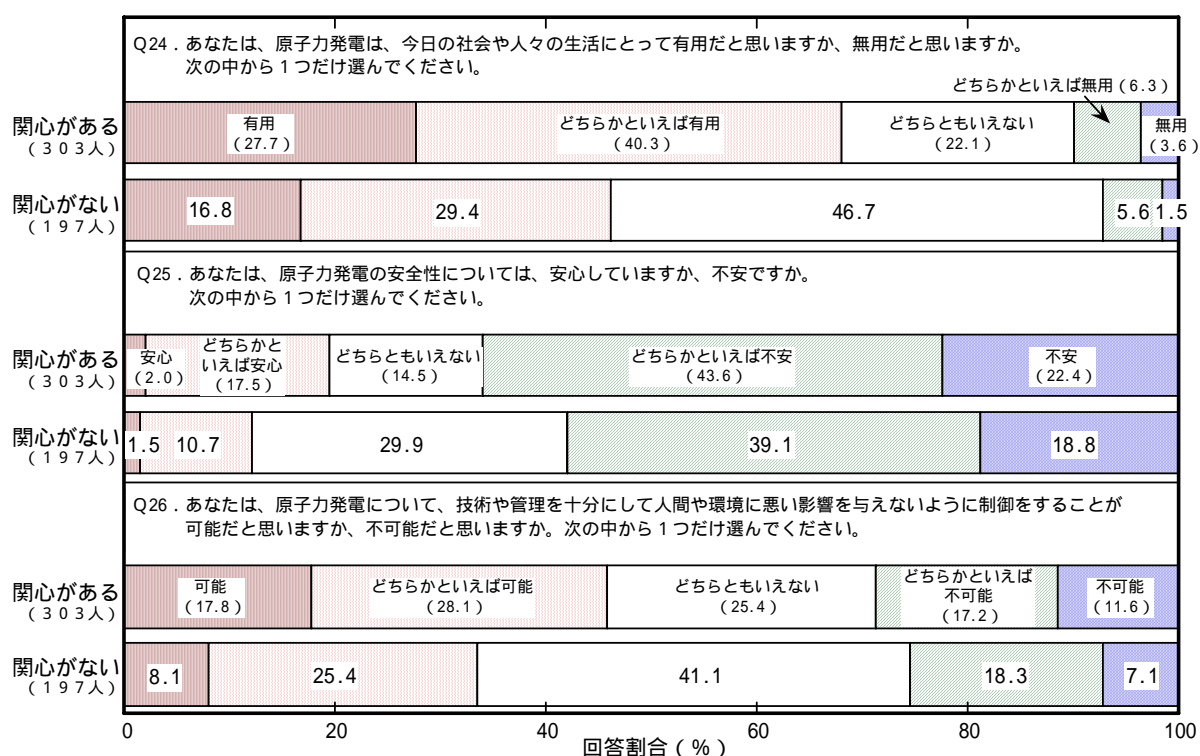 Q24．あなたは、原子力発電は、今日の社会や人々の生活にとって有用だと思いますか、無用だと思いますか。
次の中から１つだけ選んでください。
どちらかといえば無用（6.3）
関心がある
（３０３人）
有用
（27.7）
どちらかといえば有用
（40.3）
どちらともいえない
（22.1）
無用
（3.6）
関心がない
（１９７人）
16.8
29.4
46.7
5.6
1.5
Q25．あなたは、原子力発電の安全性については、安心していますか、不安ですか。
次の中から１つだけ選んでください。
関心がある
（３０３人）
安心
（2.0）
どちらかと
いえば安心
（17.5）
どちらともいえない
（14.5）
どちらかといえば不安
（43.6）
不安
（22.4）
関心がない
（１９７人）
1.5
10.7
29.9
39.1
18.8
Q26．あなたは、原子力発電について、技術や管理を十分にして人間や環境に悪い影響を与えないように制御をすることが
可能だと思いますか、不可能だと思いますか。次の中から１つだけ選んでください。
関心がある
（３０３人）
可能
（17.8）
どちらかといえば可能
（28.1）
どちらともいえない
（25.4）
どちらかといえば
不可能
（17.2）
不可能
（11.6）
関心がない
（１９７人）
8.1
25.4
41.1
18.3
7.1
0
20
40
60
80
100
回答割合（％）